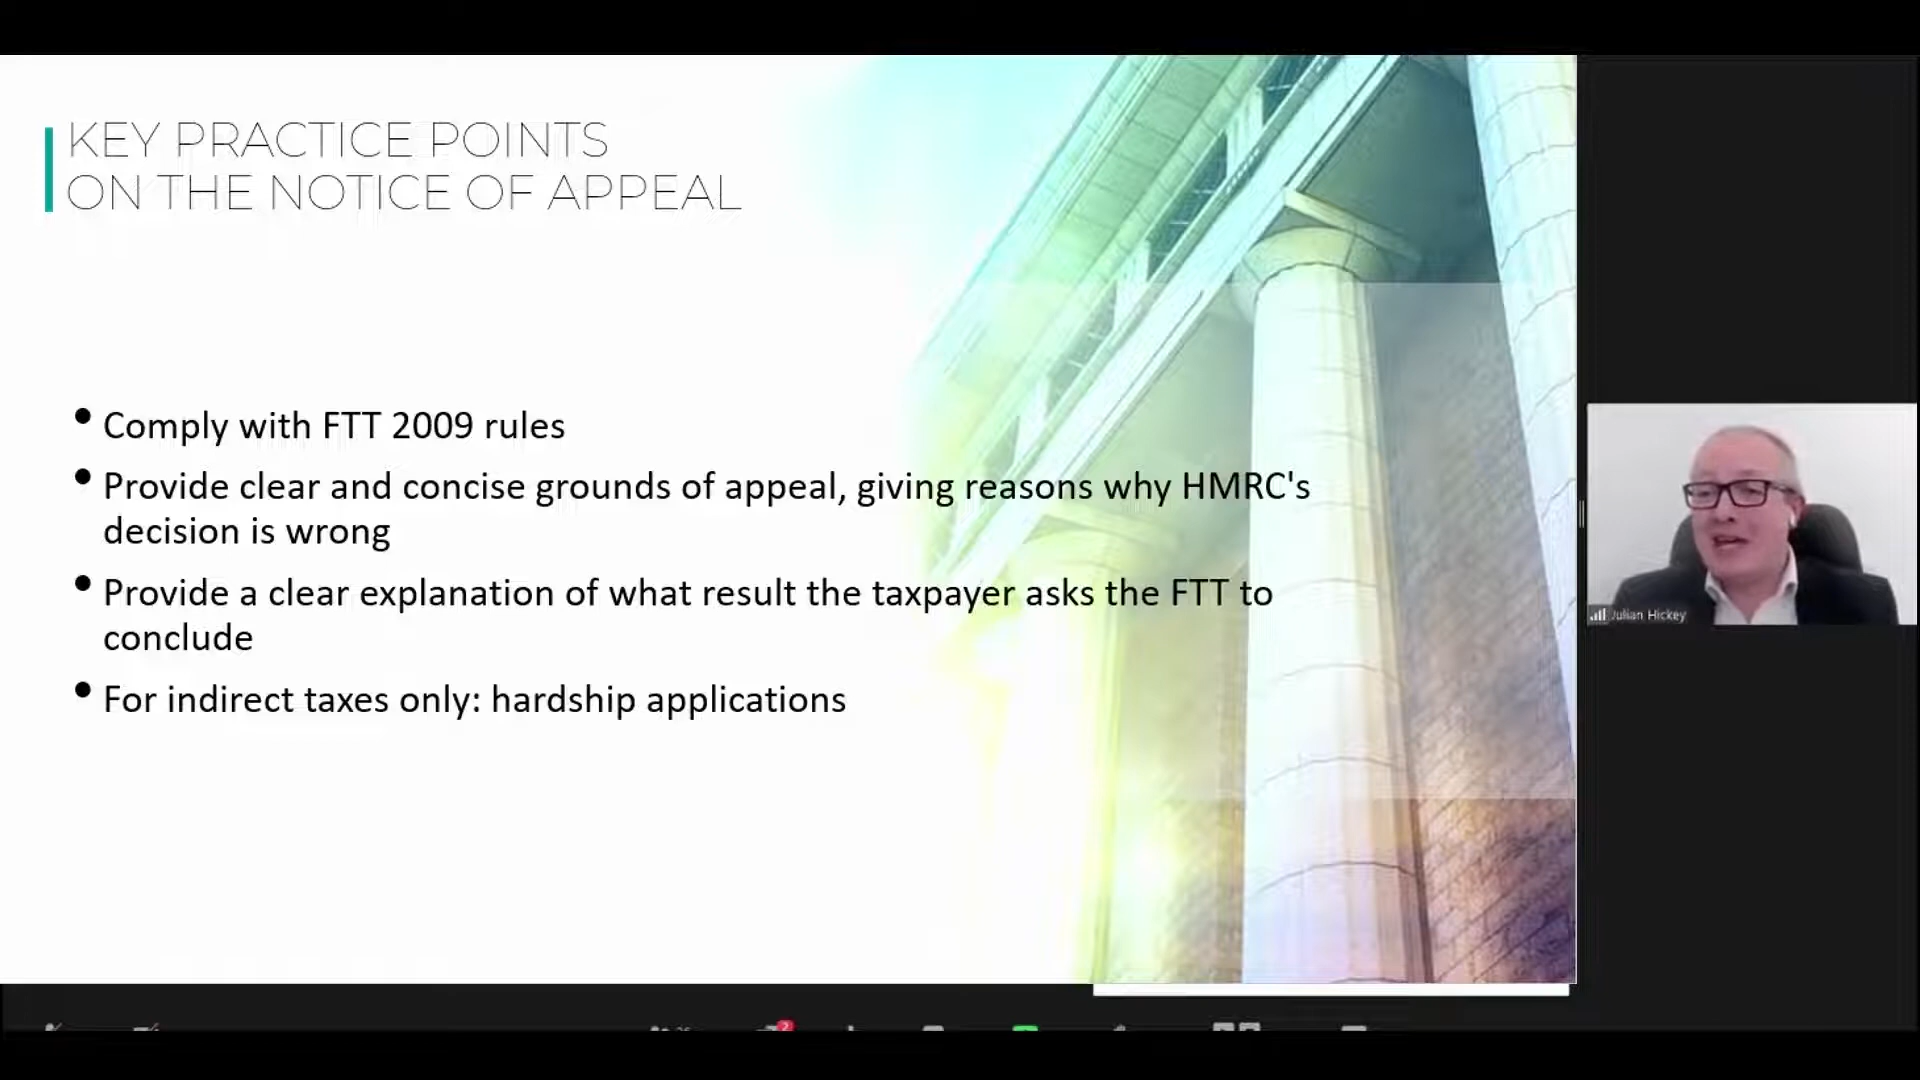 KEY PRACTICE POINTS
ON THE NOTICE OF APPEAL
• Comply with FTT 2009 rules
• Provide clear and concise grounds of appeal, giving reasons why HMRC's
decision is wrong
• Provide a clear explanation of what result the taxpayer asks the FTT to
conclude
• For indirect taxes only: hardship applications
Julian Hickey
2